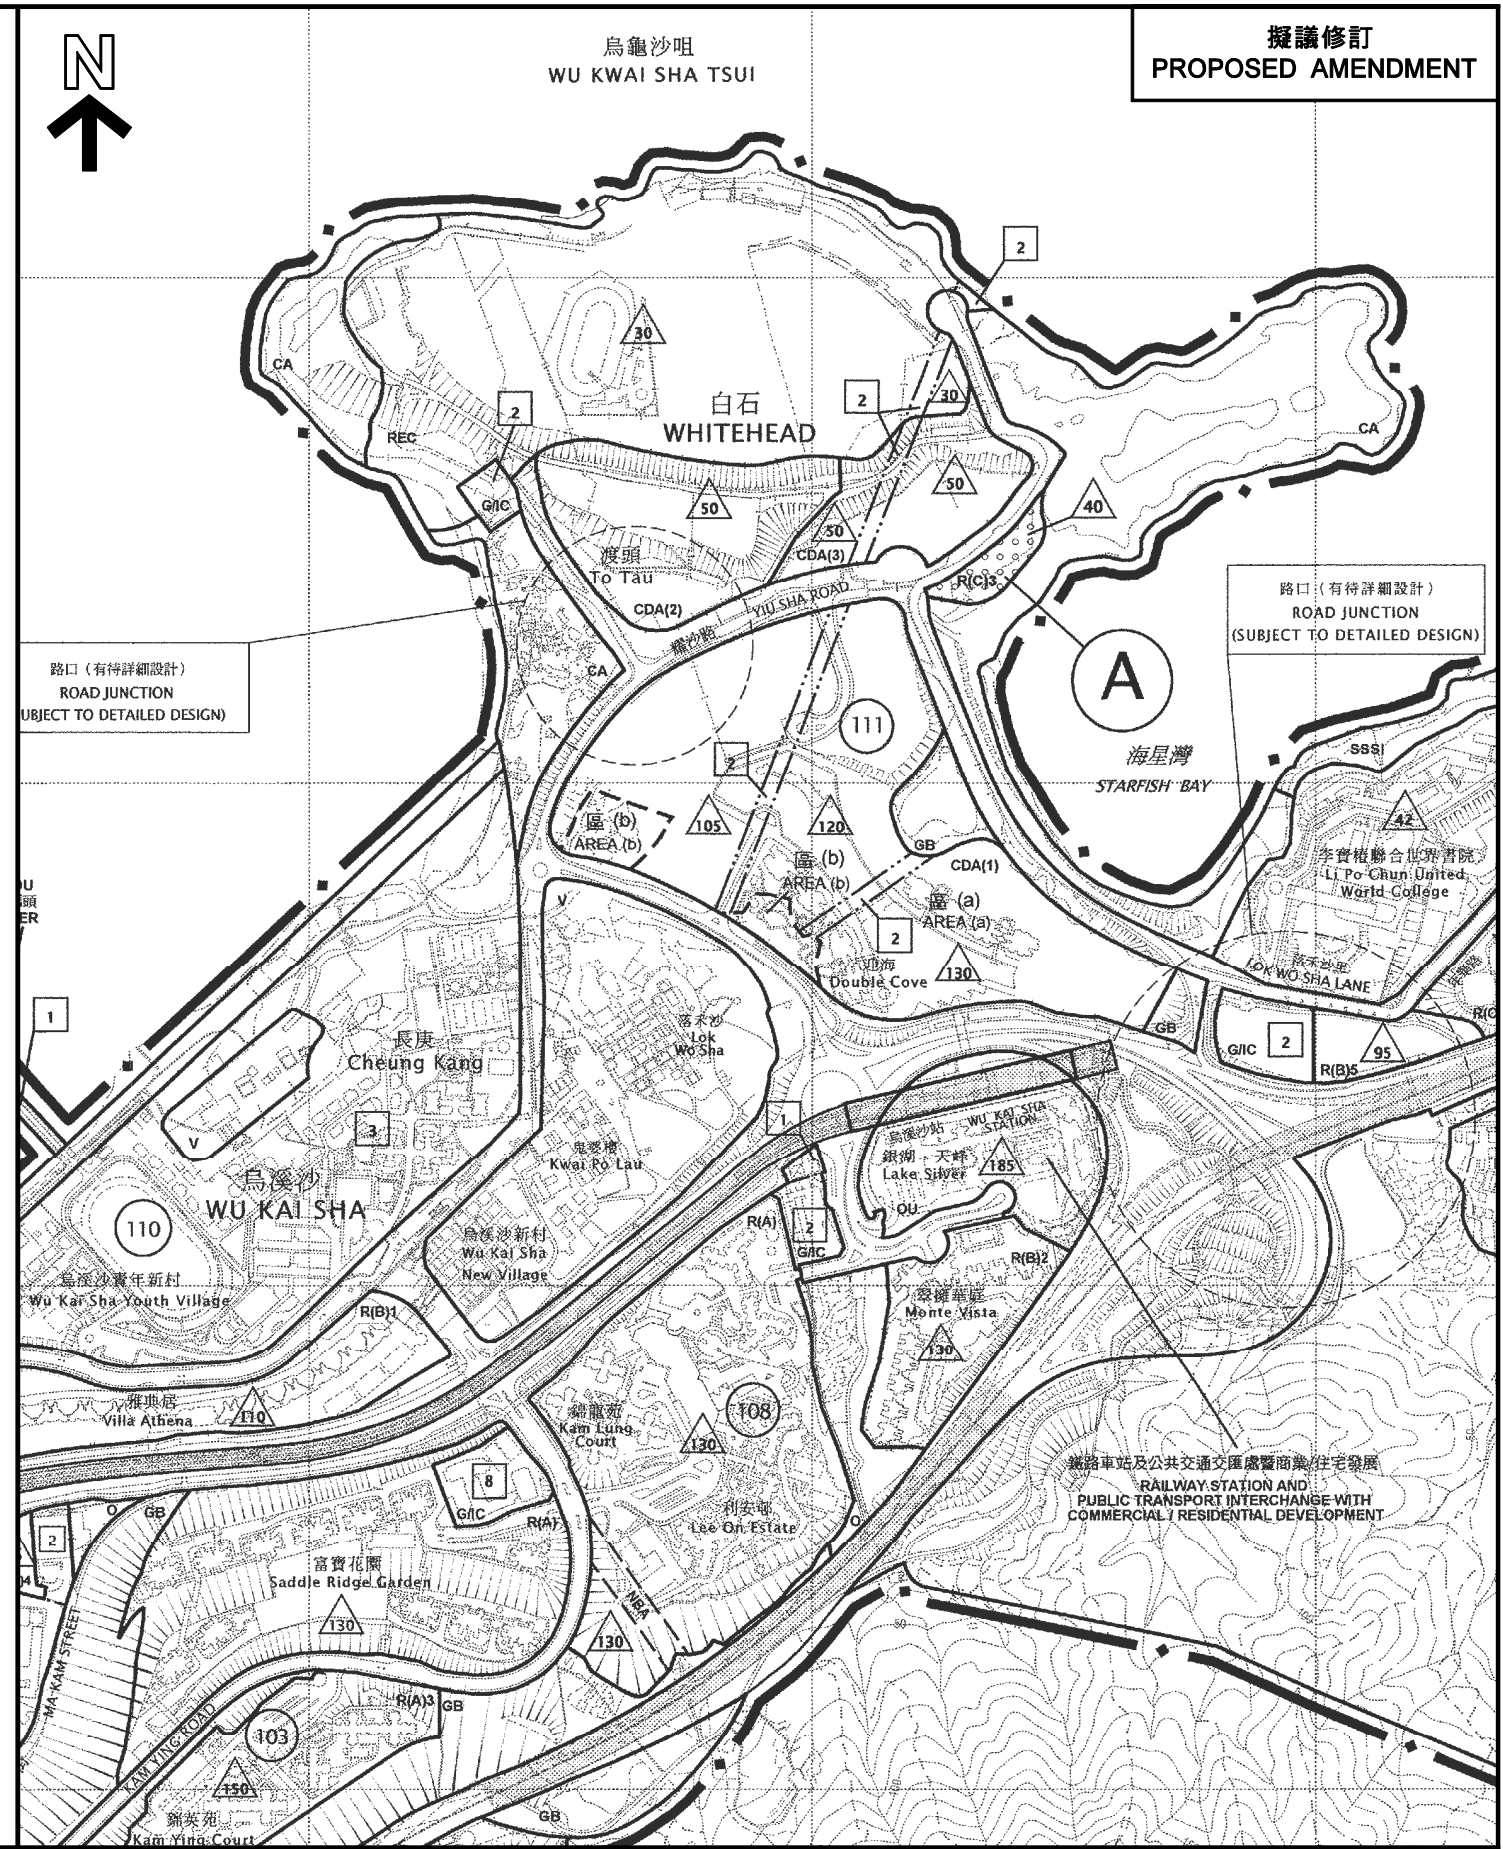 擬議修訂
PROPOSED AMENDMENT
N
烏龜沙咀
WU KWAI SHA TSUI
2
30
CA
白石
WHITEHEAD
2
30
2
REC
CA
G/IC
50
50
50
40
CDA(3)
渡頭
To Tau
CDA(2)
耀沙路
YIU SHA ROAD
R(C)3
A
路口（有待詳細設計）
ROAD JUNCTION
(SUBJECT TO DETAILED DESIGN)
路口（有待詳細設計）
ROAD JUNCTION
UBJECT TO DETAILED DESIGN)
CA
111
海星灣
STARFISH BAY
SSSI
2
區 (b)
AREA (b)
105
120
區 (b)
AREA (b)
GB
CDA(1)
區 (a)
AREA (a)
42
李寶椿聯合世界書院
Li Po Chun United
World College
V
2
迎海
Double Cove
130
落禾沙里
LOK WO SHA LANE
OU
ER
1
長庚
Cheung Kang
落禾沙
Lok
Wo Sha
GB
G/IC
2
R(B)5
95
R(C
V
3
1
烏溪沙站
WU KAI SHA
STATION
銀湖．天峰
Lake Silver
185
鬼婆樓
Kwai Po Lau
烏溪沙
WU KAI SHA
110
OU
R(A)
2
G/IC
R(B)2
烏溪沙新村
Wu Kai Sha
New Village
烏溪沙青年新村
Wu Kai Sha Youth Village
R(B)1
翠擁華庭
Monte Vista
130
雅典居
Villa Athena
110
錦龍苑
Kam Lung
Court
108
130
鐵路車站及公共交通交匯處暨商業/住宅發展
RAILWAY STATION AND
PUBLIC TRANSPORT INTERCHANGE WITH
COMMERCIAL / RESIDENTIAL DEVELOPMENT
8
G/IC
R(A)
O
GB
2
利安邨
Lee On Estate
O
富寶花園
Saddle Ridge Garden
130
NBA
130
MA KAM STREET
KAM YING ROAD
R(A)3
GB
103
150
錦英苑
Kam Ying Court
GB